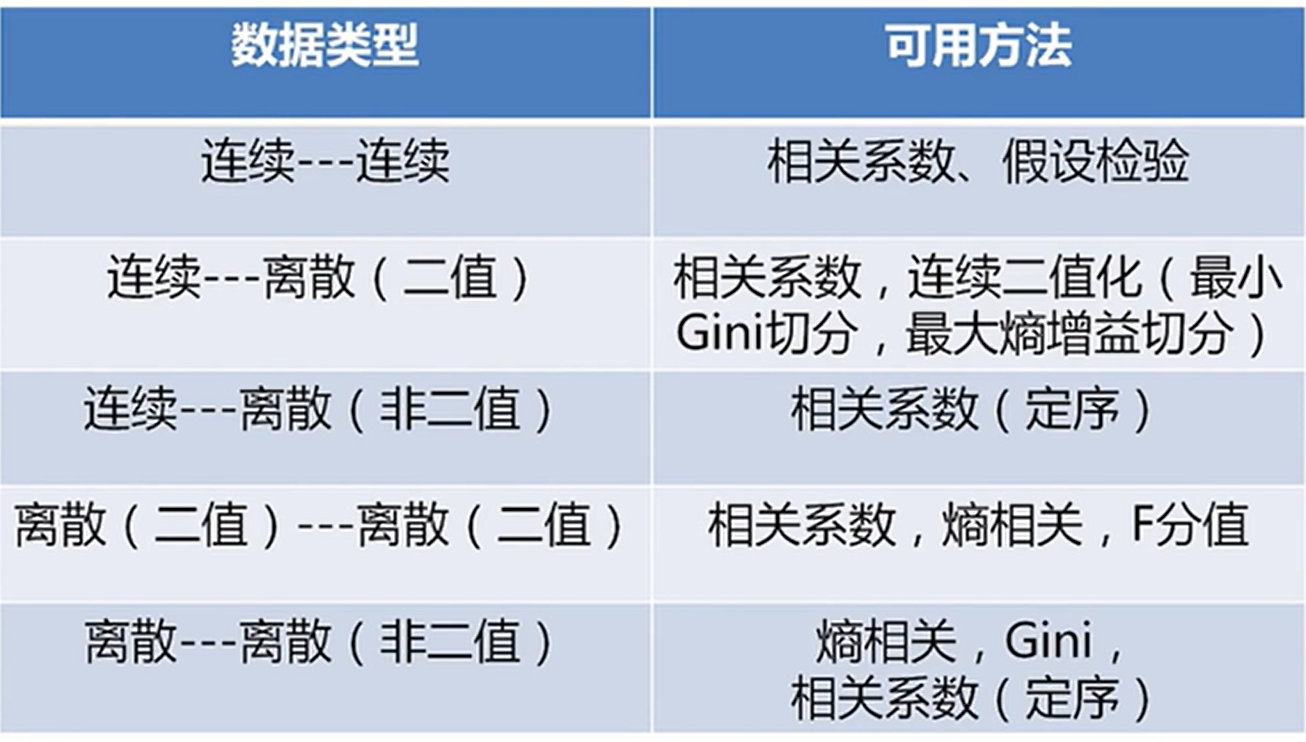 数据类型
可用方法
连续---连续
相关系数、假设检验
连续---离散（二值）
相关系数，连续二值化（最小
Gini切分，最大熵增益切分）
连续---离散（非二值）
相关系数（定序）
离散（二值）---离散（二值）
相关系数，熵相关，F分值
离散---离散（非二值）
熵相关，Gini，
相关系数（定序）